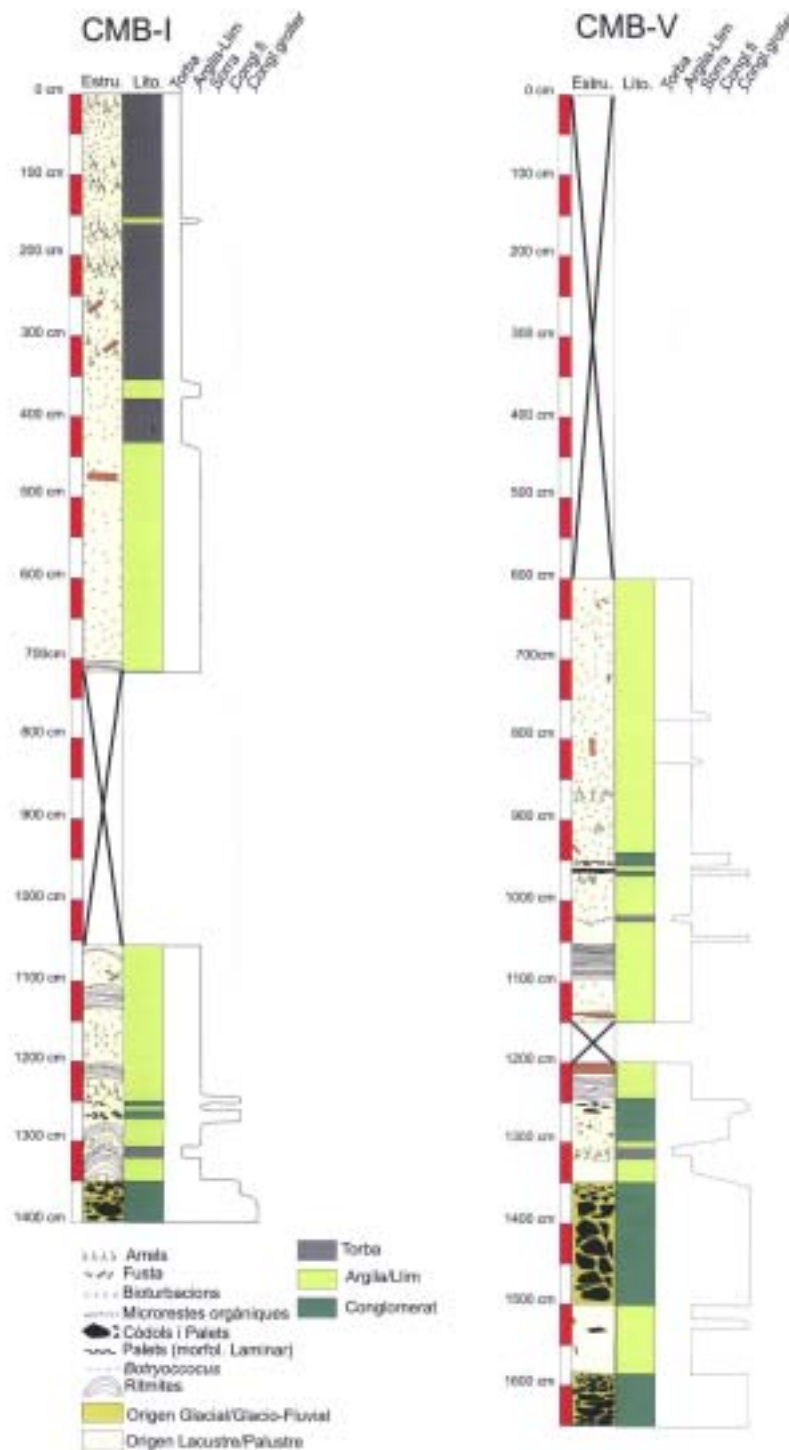 CMB-I
Estru. Lito. Torba Argila-Llim Sorra Congl.fi Congl groller
0 cm
100 cm
200 cm
300 cm
400 cm
500 cm
600 cm
700cm
800 cm
900 cm
1000 cm
1100 cm
1200 cm
1300 cm
1400 cm
CMB-V
Estru. Lito. Torba Argila-Llim Sorra Congl.fi Congl groller
0 cm
100 cm
200 cm
300 cm
400 cm
500 cm
600 cm
700 cm
800 cm
900 cm
1000 cm
1100 cm
1200 cm
1300 cm
1400 cm
1500 cm
1600 cm
Arrels
Fusta
Bioturbacions
Microrestes orgàniques
Còdols i Palets
Palets (morfol. Laminar)
Botryoccocus
Ritmites
Origen Glacial/Glacio-Fluvial
Origen Lacustre/Palustre
Torba
Argila/Llim
Conglomerat